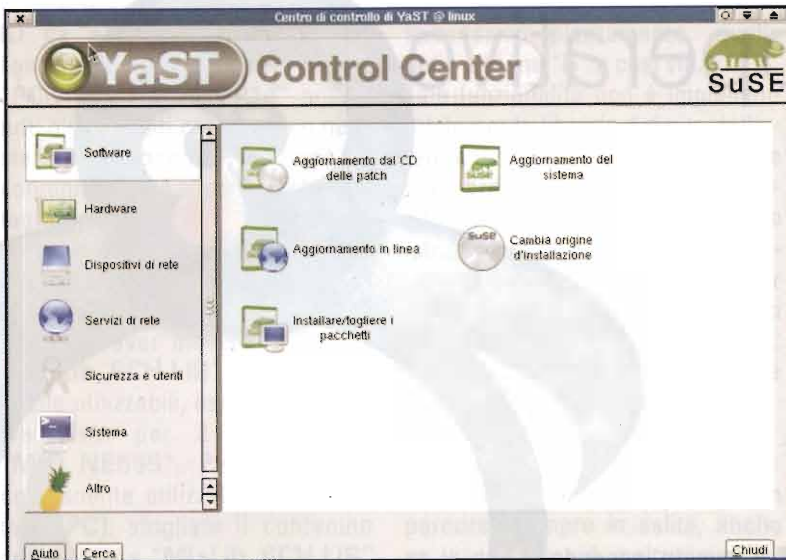 Centro di controllo di YaST @ linux
YaST Control Center
SuSE
Software
Hardware
Dispositivi di rete
Servizi di rete
Sicurezza e utenti
Sistema
Altro
Aggiornamento dal CD
delle patch
Aggiornamento del
sistema
Aggiornamento in linea
Cambia origine
d'installazione
Installare/togliere i
pacchetti
Aiuto
Cerca
Chiudi